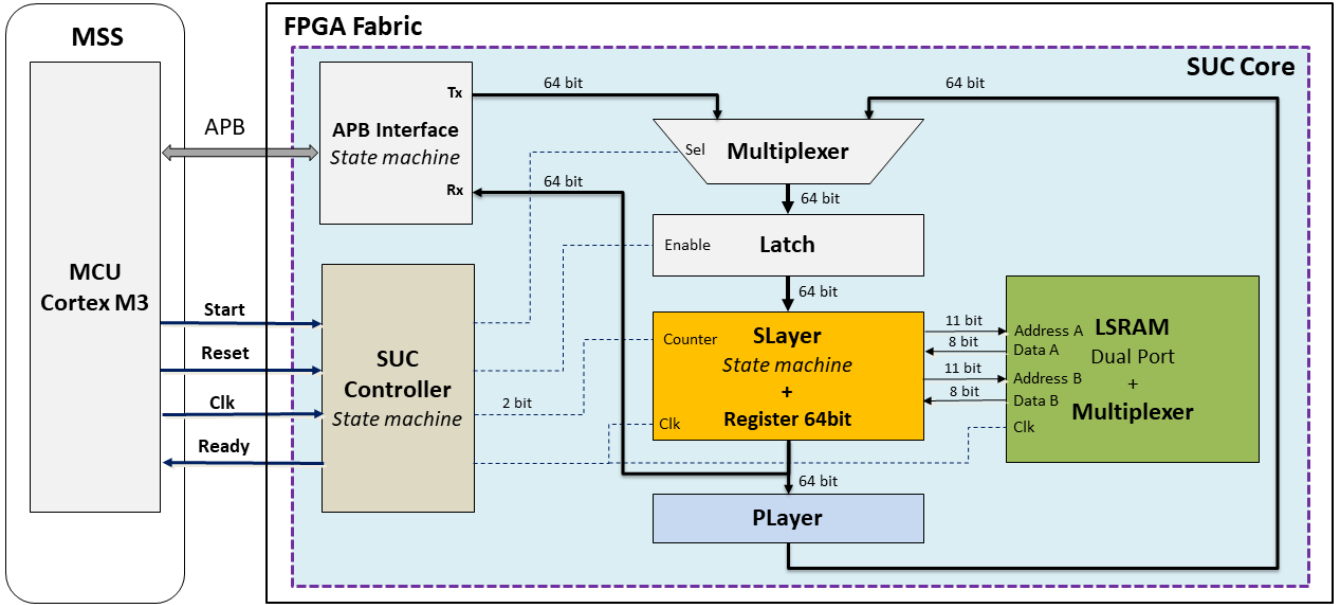 MSS
FPGA Fabric
SUC Core
MCU
Cortex M3
APB
Tx
APB Interface
State machine
Rx
64 bit
64 bit
64 bit
Sel
Multiplexer
64 bit
Enable
Latch
64 bit
Start
Reset
Clk
Ready
SUC
Controller
State machine
2 bit
Counter
SLayer
State machine
+
Register 64bit
Clk
11 bit
8 bit
11 bit
8 bit
Address A
Data A
Address B
Data B
Clk
LSRAM
Dual Port
+
Multiplexer
64 bit
PLayer